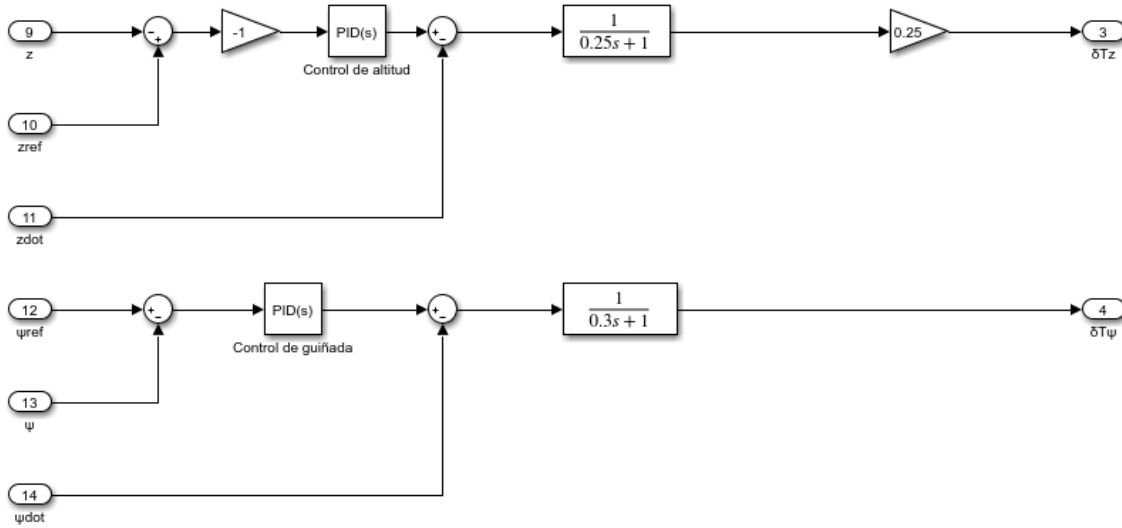 9
z
-
+
-1
PID(s)
Control de altitud
+
-
1
0.25s + 1
0.25
3
δTz
10
zref
11
zdot
12
ψref
+
-
PID(s)
Control de guiñada
+
-
1
0.3s + 1
4
δTψ
13
ψ
14
ψdot